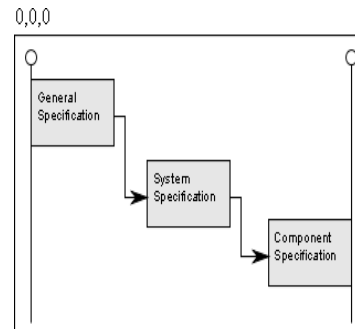 0,0,0
General
Specification
System
Specification
Component
Specification